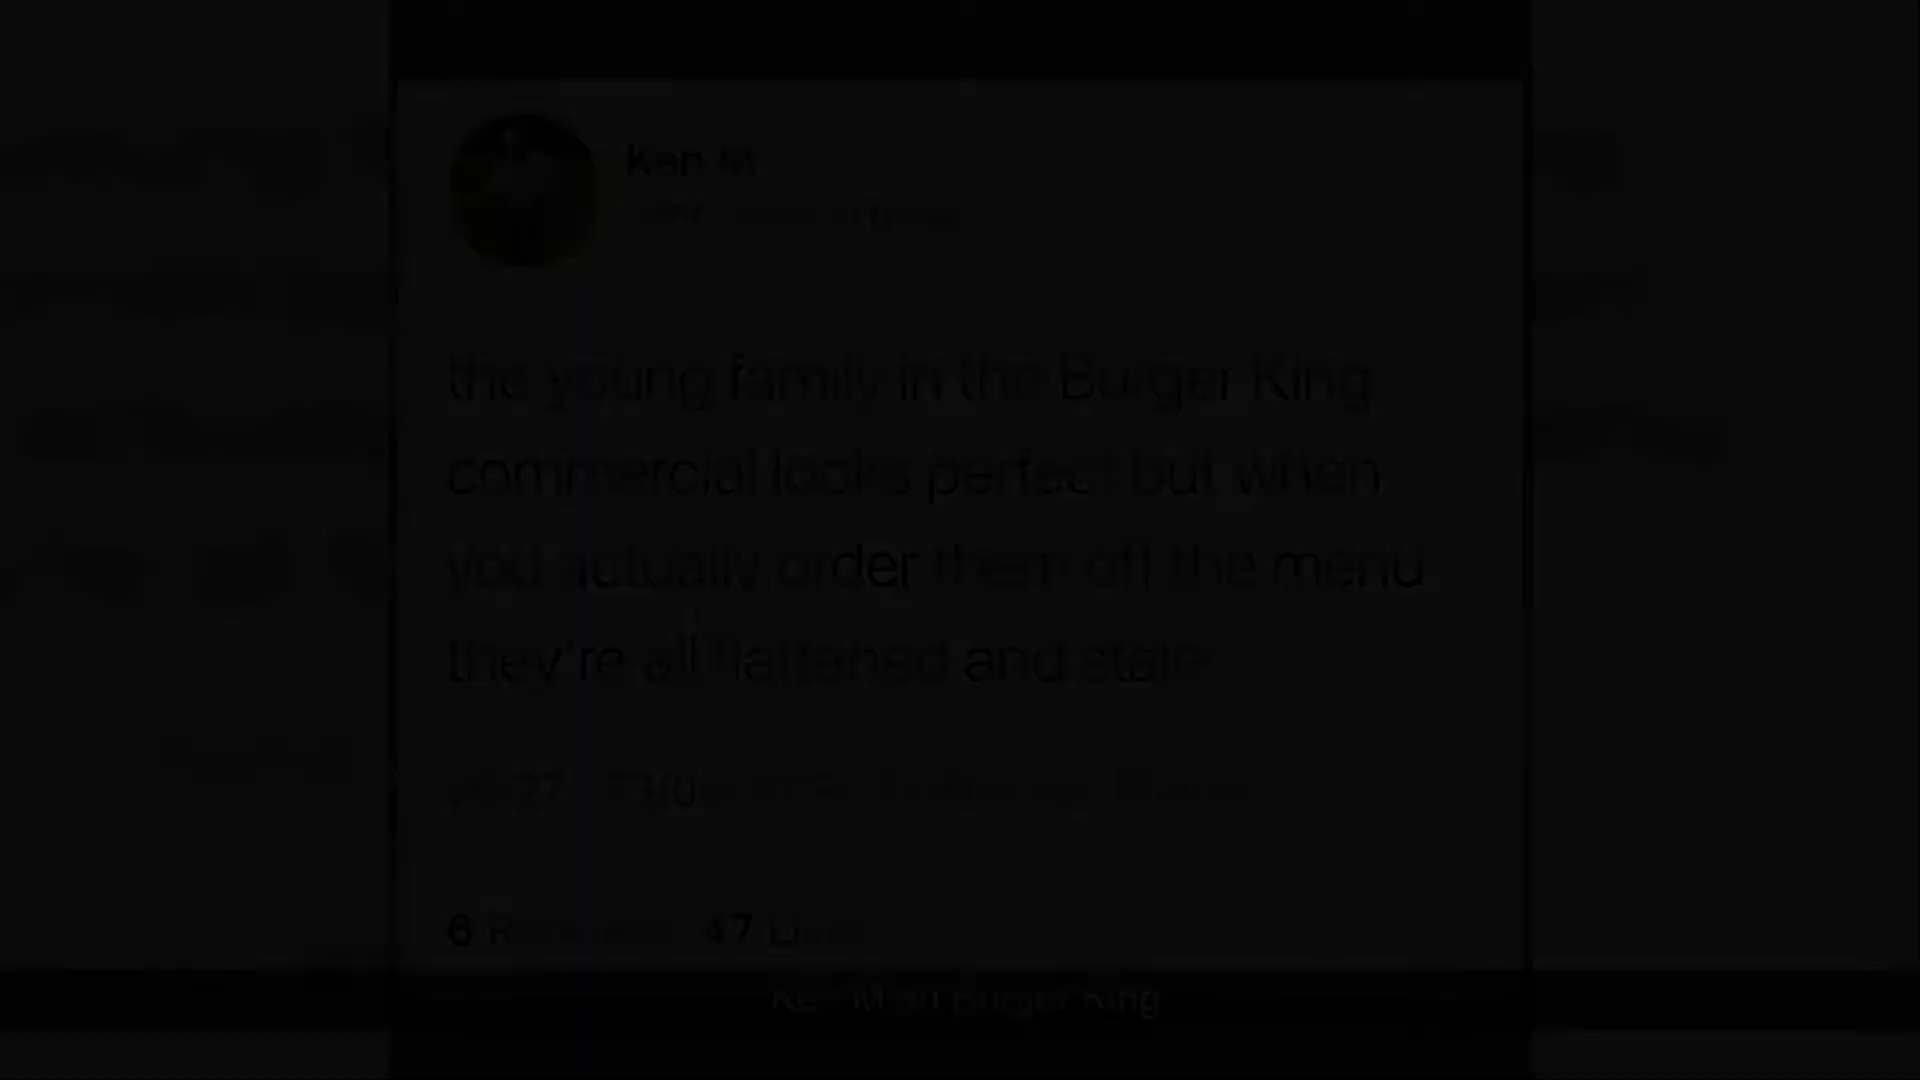 Ken M
the young family in the Burger King
commercial looks perfect but when
you actually order them off the menu
they're all flattened and stale
6 Retweets 47 Likes
Ken M on Burger King